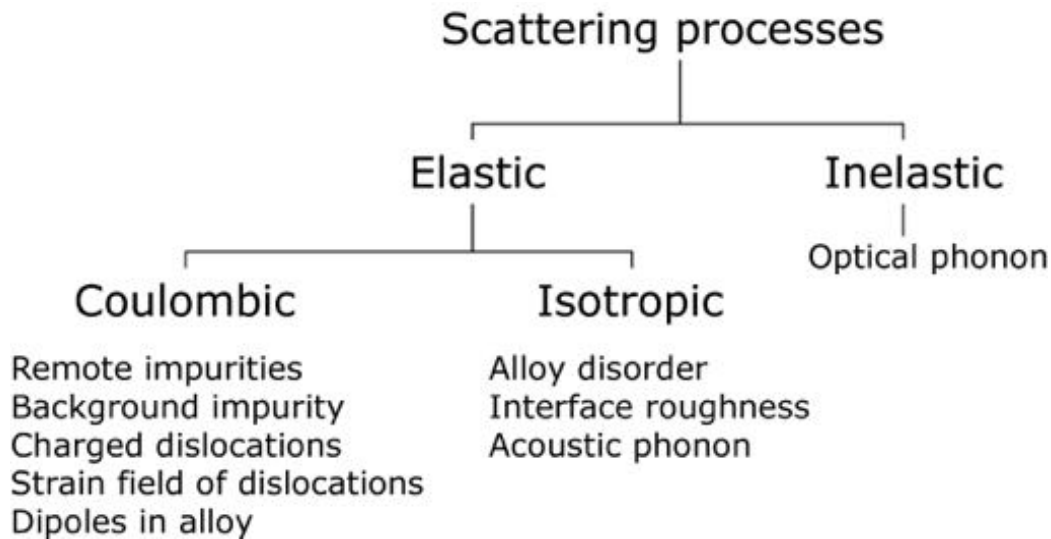 Scattering processes
Elastic
Inelastic
Optical phonon
Coulombic
Isotropic
Remote impurities
Background impurity
Charged dislocations
Strain field of dislocations
Dipoles in alloy
Alloy disorder
Interface roughness
Acoustic phonon